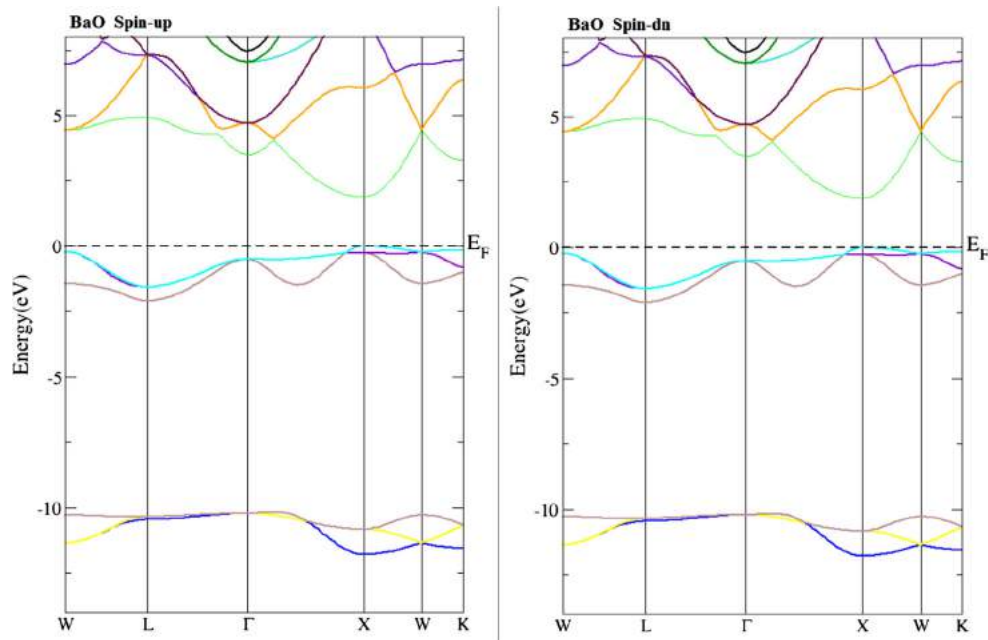 BaO Spin-up
5
0
-5
-10
Energy(eV)
E_F
W L Γ X W K
BaO Spin-dn
5
0
-5
-10
Energy(eV)
E_F
W L Γ X W K